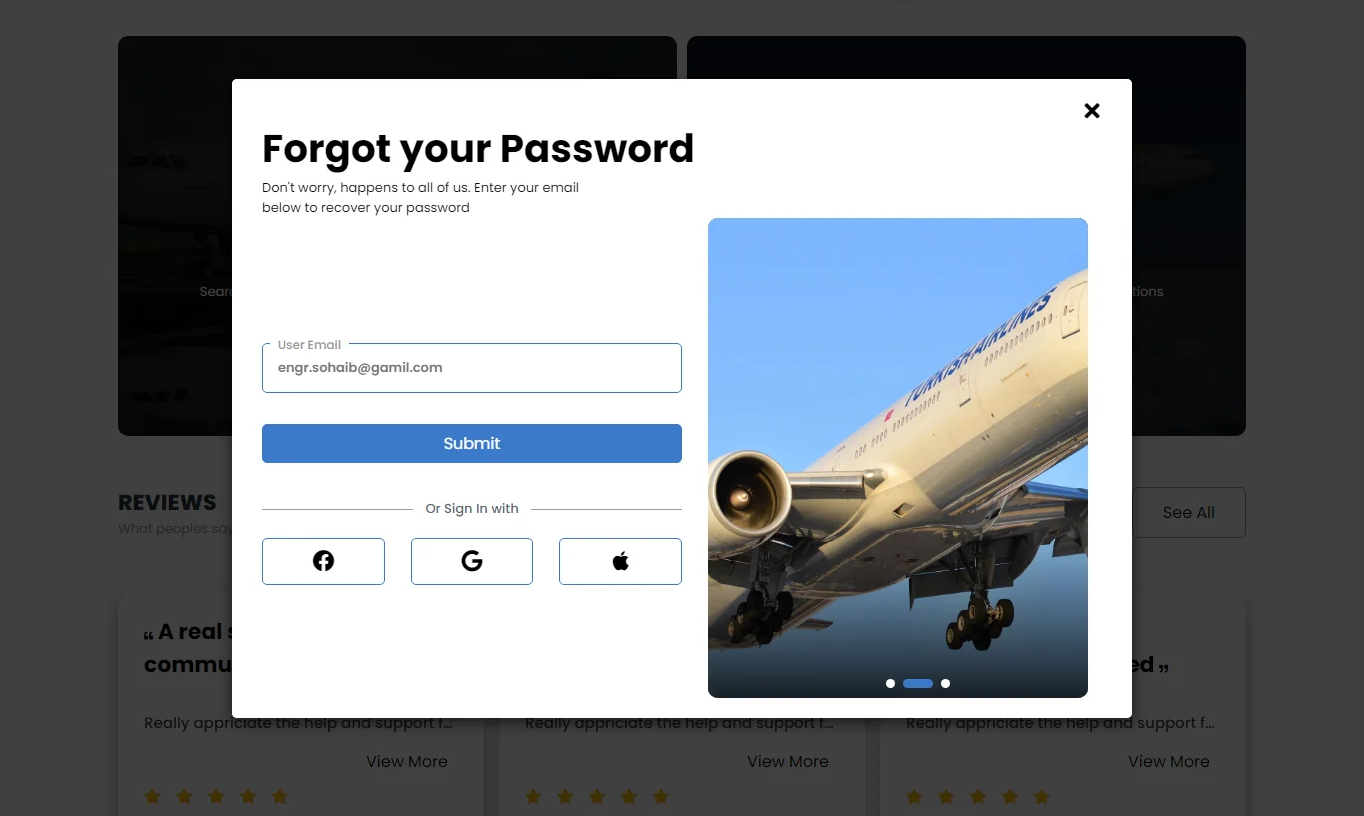 Forgot your Password
Don't worry, happens to all of us. Enter your email
below to recover your password
User Email
engr.sohaib@gamil.com
Submit
Or Sign In with
TURKISH AIRLINES
Sear
tions
REVIEWS
What peoples say
See All
“ A real
commu
ed ”
Really appriciate the help and support f...
Really appriciate the help and support f...
Really appriciate the help and support f...
View More
View More
View More